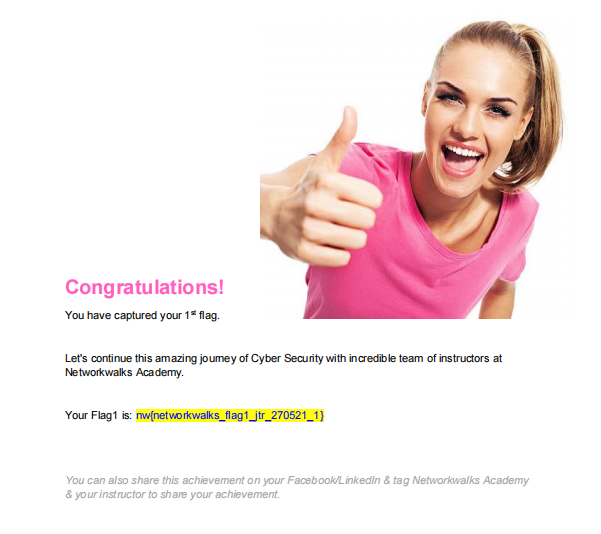 Congratulations!
You have captured your 1st flag.
Let's continue this amazing journey of Cyber Security with incredible team of instructors at
Networkwalks Academy.
Your Flag1 is: nw{networkwalks_flag1_jtr_270521_1}
You can also share this achievement on your Facebook/LinkedIn & tag Networkwalks Academy
& your instructor to share your achievement.